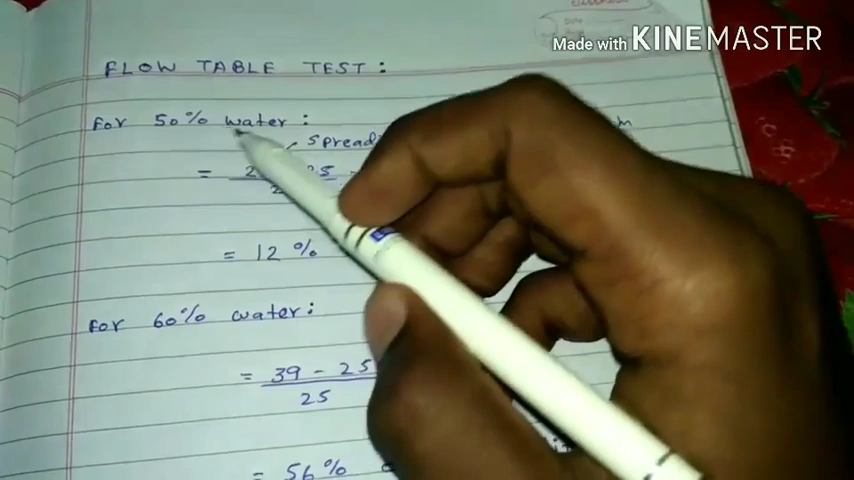 Made with KINEMASTER
FLOW TABLE TEST:
For 50% water:
Spread
=
= 12 %
For 60% water:
= 39 - 25
25
= 56%